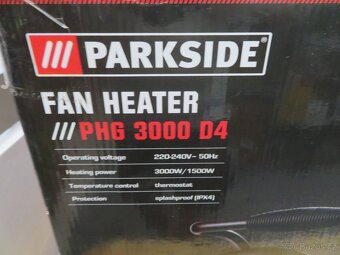 /// PARKSIDE®
FAN HEATER
/// PHG 3000 D4
Operating voltage 220-240V~ 50Hz
Heating power 3000W/1500W
Temperature control thermostat
Protection splashproof (IPX4)